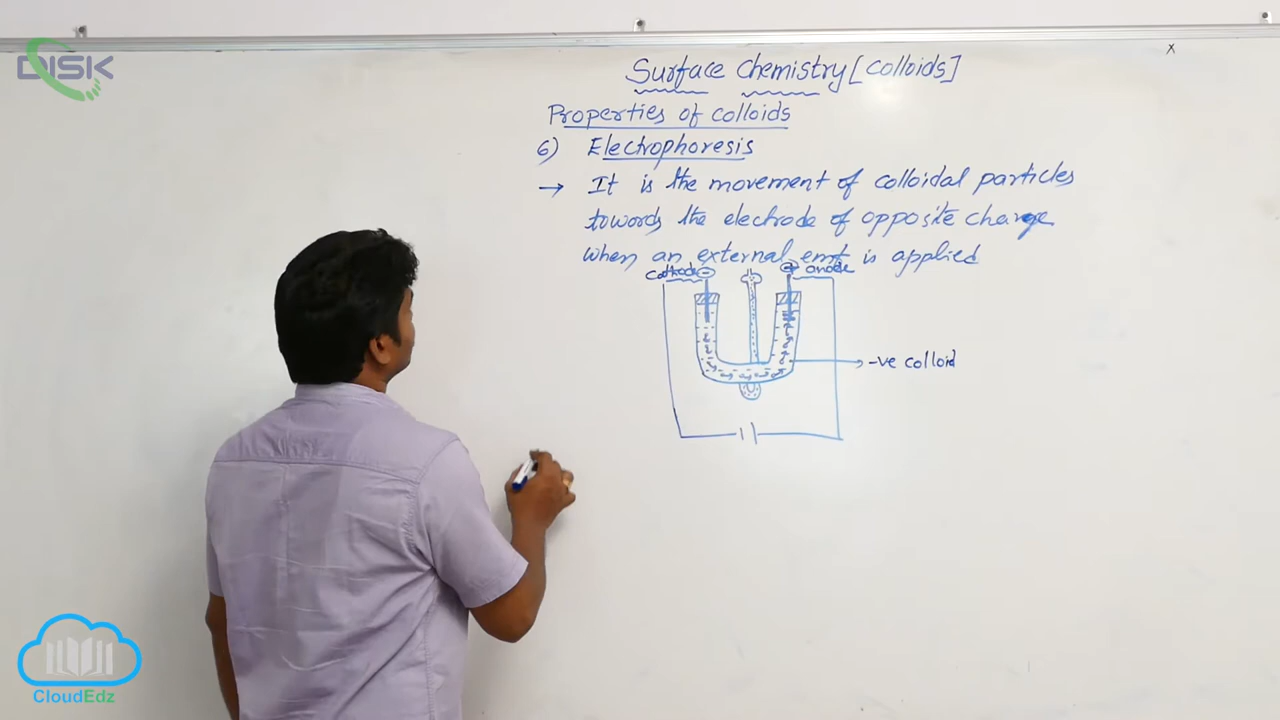 DISK
x
Surface Chemistry [colloids]
Properties of colloids
6) Electrophoresis
→ It is the movement of colloidal particles
towards the electrode of opposite charge
when an external emf is applied
cathode - + anode
-ve colloid
CloudEdz